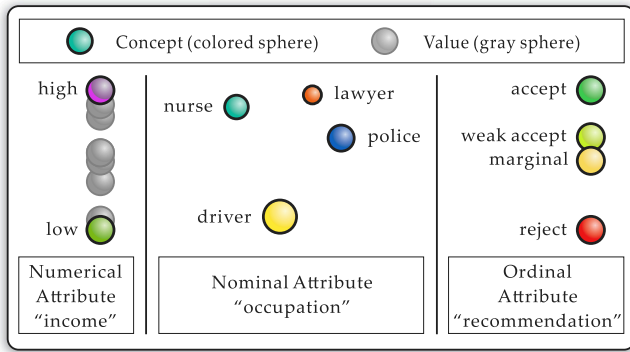 Concept (colored sphere)
Value (gray sphere)
high
low
Numerical
Attribute
“income”
nurse
lawyer
police
driver
Nominal Attribute
“occupation”
accept
weak accept
marginal
reject
Ordinal
Attribute
“recommendation”